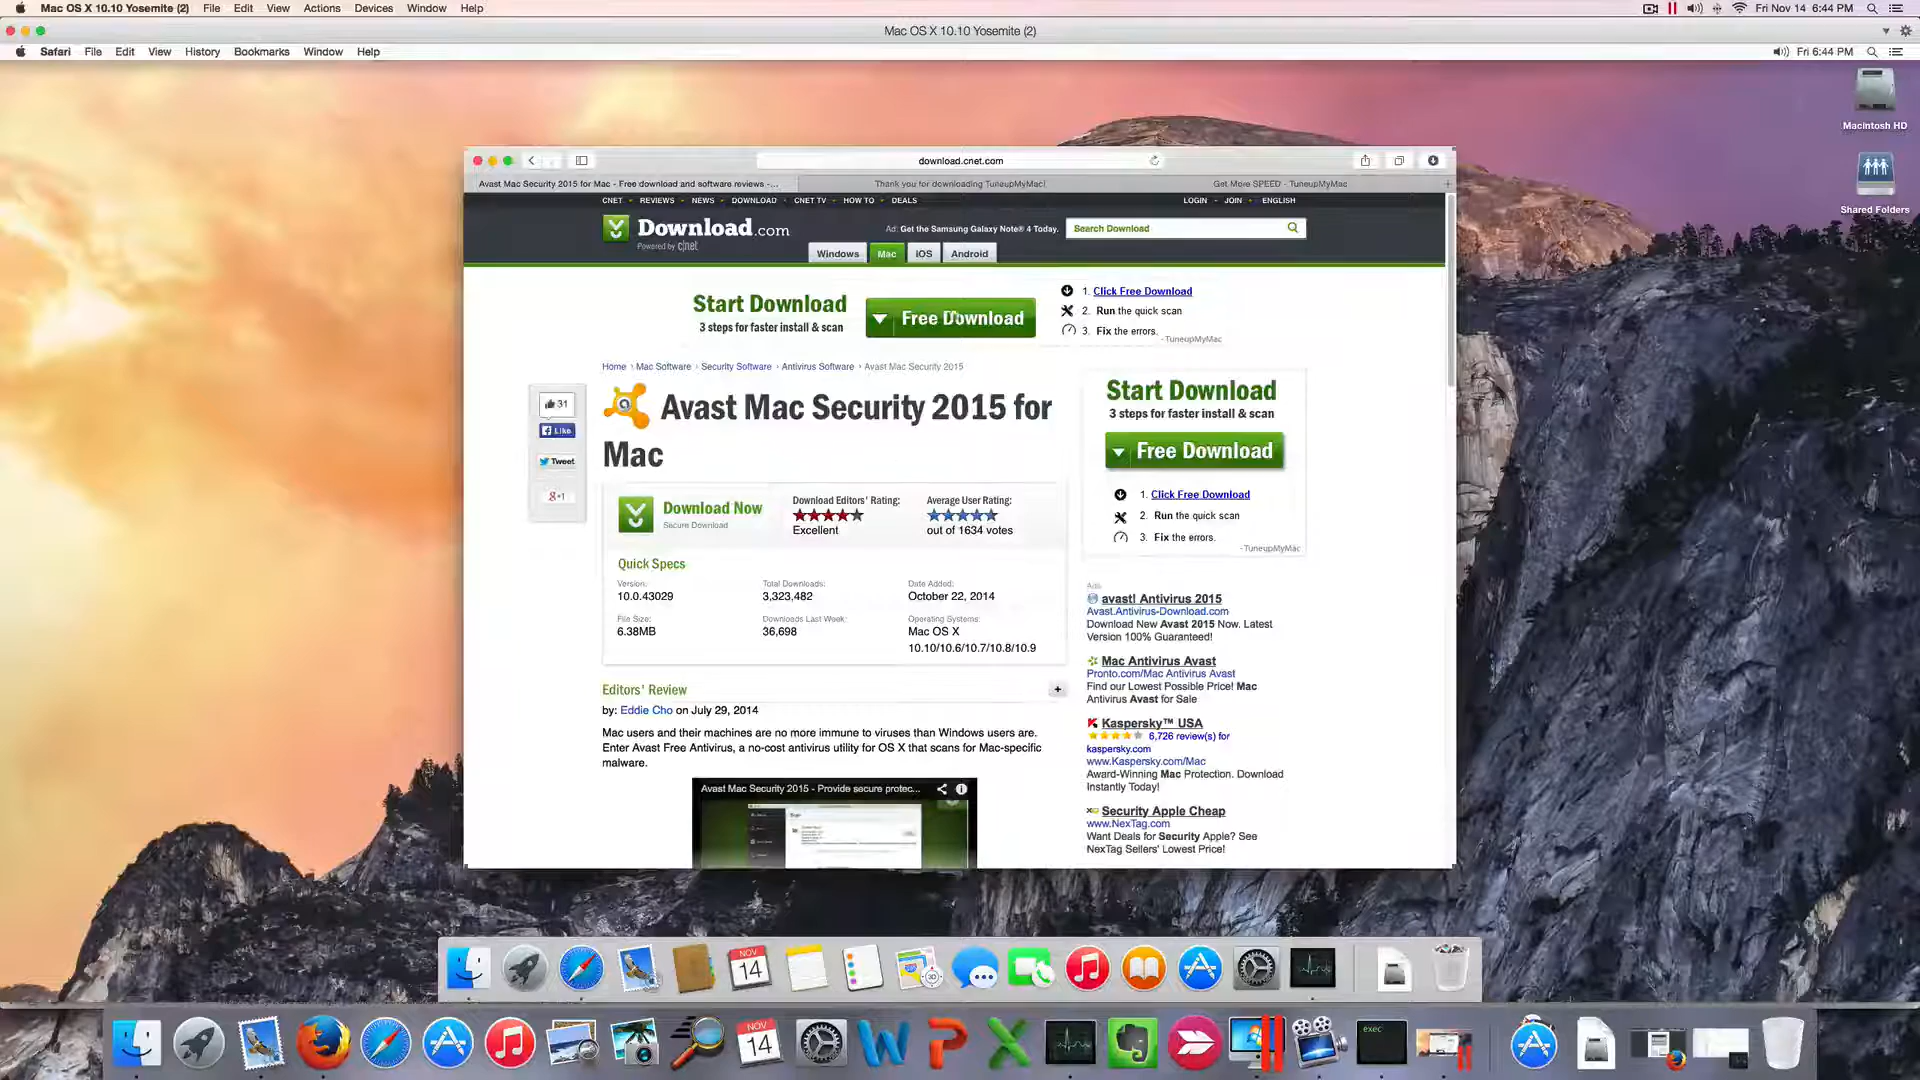 Mac OS X 10.10 Yosemite (2) File Edit View Actions Devices Window Help
Fri Nov 14 6:44 PM
Mac OS X 10.10 Yosemite (2)
Safari File Edit View History Bookmarks Window Help
Fri 6:44 PM
Macintosh HD
Shared Folders
download.cnet.com
Avast Mac Security 2015 for Mac - Free download and software reviews -...
Thank you for downloading TuneupMyMac!
Get More SPEED - TuneupMyMac
CNET REVIEWS NEWS DOWNLOAD CNET TV HOW TO DEALS
LOGIN JOIN ENGLISH
Download.com
Powered by c|net
Ad: Get the Samsung Galaxy Note® 4 Today.
Search Download
Windows Mac iOS Android
Start Download
3 steps for faster install & scan
Free Download
1. Click Free Download
2. Run the quick scan
3. Fix the errors.
- TuneupMyMac
Home › Mac Software › Security Software › Antivirus Software › Avast Mac Security 2015
31
Like
Tweet
g+1
Avast Mac Security 2015 for
Mac
Download Now
Secure Download
Download Editors' Rating:
Excellent
Average User Rating:
out of 1634 votes
Quick Specs
Version:
10.0.43029
Total Downloads:
3,323,482
Date Added:
October 22, 2014
File Size:
6.38MB
Downloads Last Week:
36,698
Operating Systems:
Mac OS X
10.10/10.6/10.7/10.8/10.9
Editors' Review
+
by: Eddie Cho on July 29, 2014
Mac users and their machines are no more immune to viruses than Windows users are.
Enter Avast Free Antivirus, a no-cost antivirus utility for OS X that scans for Mac-specific
malware.
Avast Mac Security 2015 - Provide secure protec...
Start Download
3 steps for faster install & scan
Free Download
1. Click Free Download
2. Run the quick scan
3. Fix the errors.
- TuneupMyMac
Ads
avast! Antivirus 2015
Avast.Antivirus-Download.com
Download New Avast 2015 Now. Latest
Version 100% Guaranteed!
Mac Antivirus Avast
Pronto.com/Mac Antivirus Avast
Find our Lowest Possible Price! Mac
Antivirus Avast for Sale
Kaspersky™ USA
6,726 review(s) for
kaspersky.com
www.Kaspersky.com/Mac
Award-Winning Mac Protection. Download
Instantly Today!
Security Apple Cheap
www.NexTag.com
Want Deals for Security Apple? See
NexTag Sellers' Lowest Price!
NOV
14
3D
NOV
14
exec